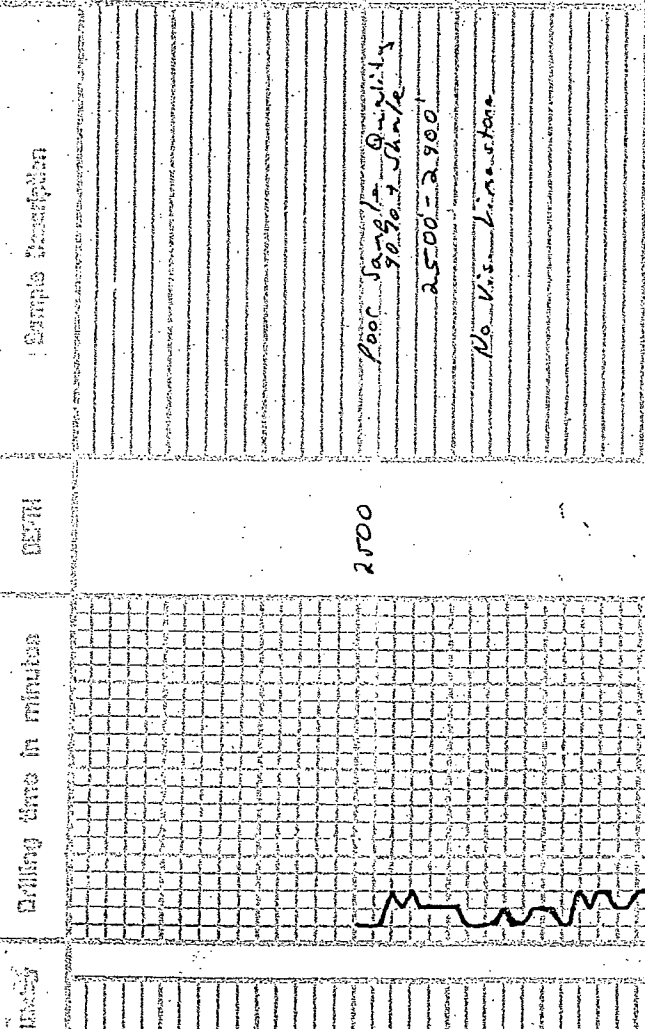 Sample Description
Poor Sample Quality
90% + Shale
2500' - 2900'
No Vis. Limestone
DEPTH
2500
Drilling time in minutes